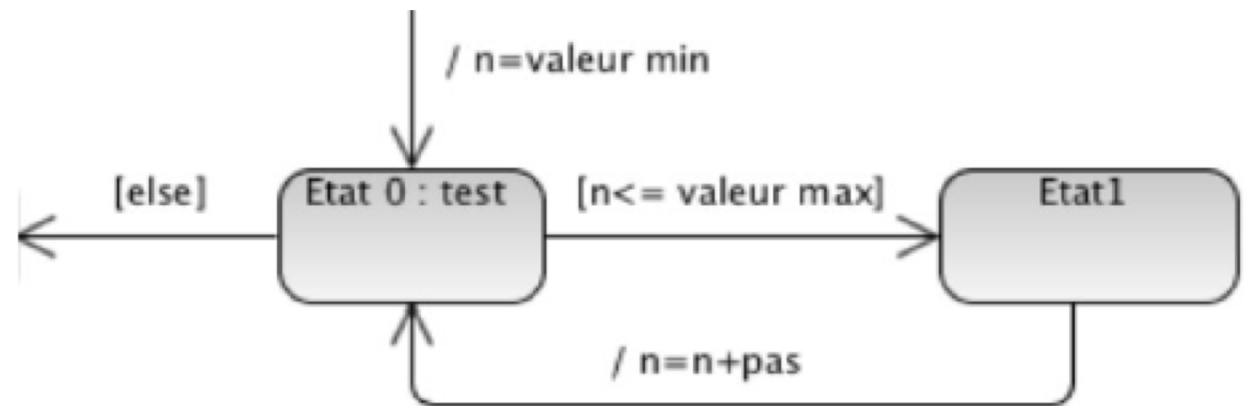 / n=valeur min
[else]
Etat 0 : test
[n<= valeur max]
Etat1
/ n=n+pas